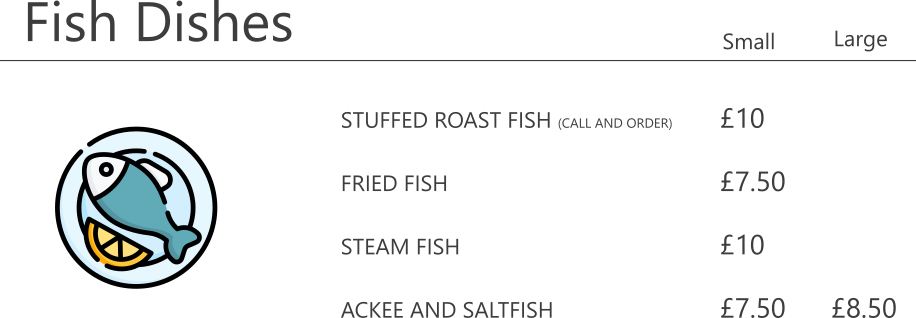 Fish Dishes Small Large
STUFFED ROAST FISH (CALL AND ORDER) £10
FRIED FISH £7.50
STEAM FISH £10
ACKEE AND SALTFISH £7.50 £8.50